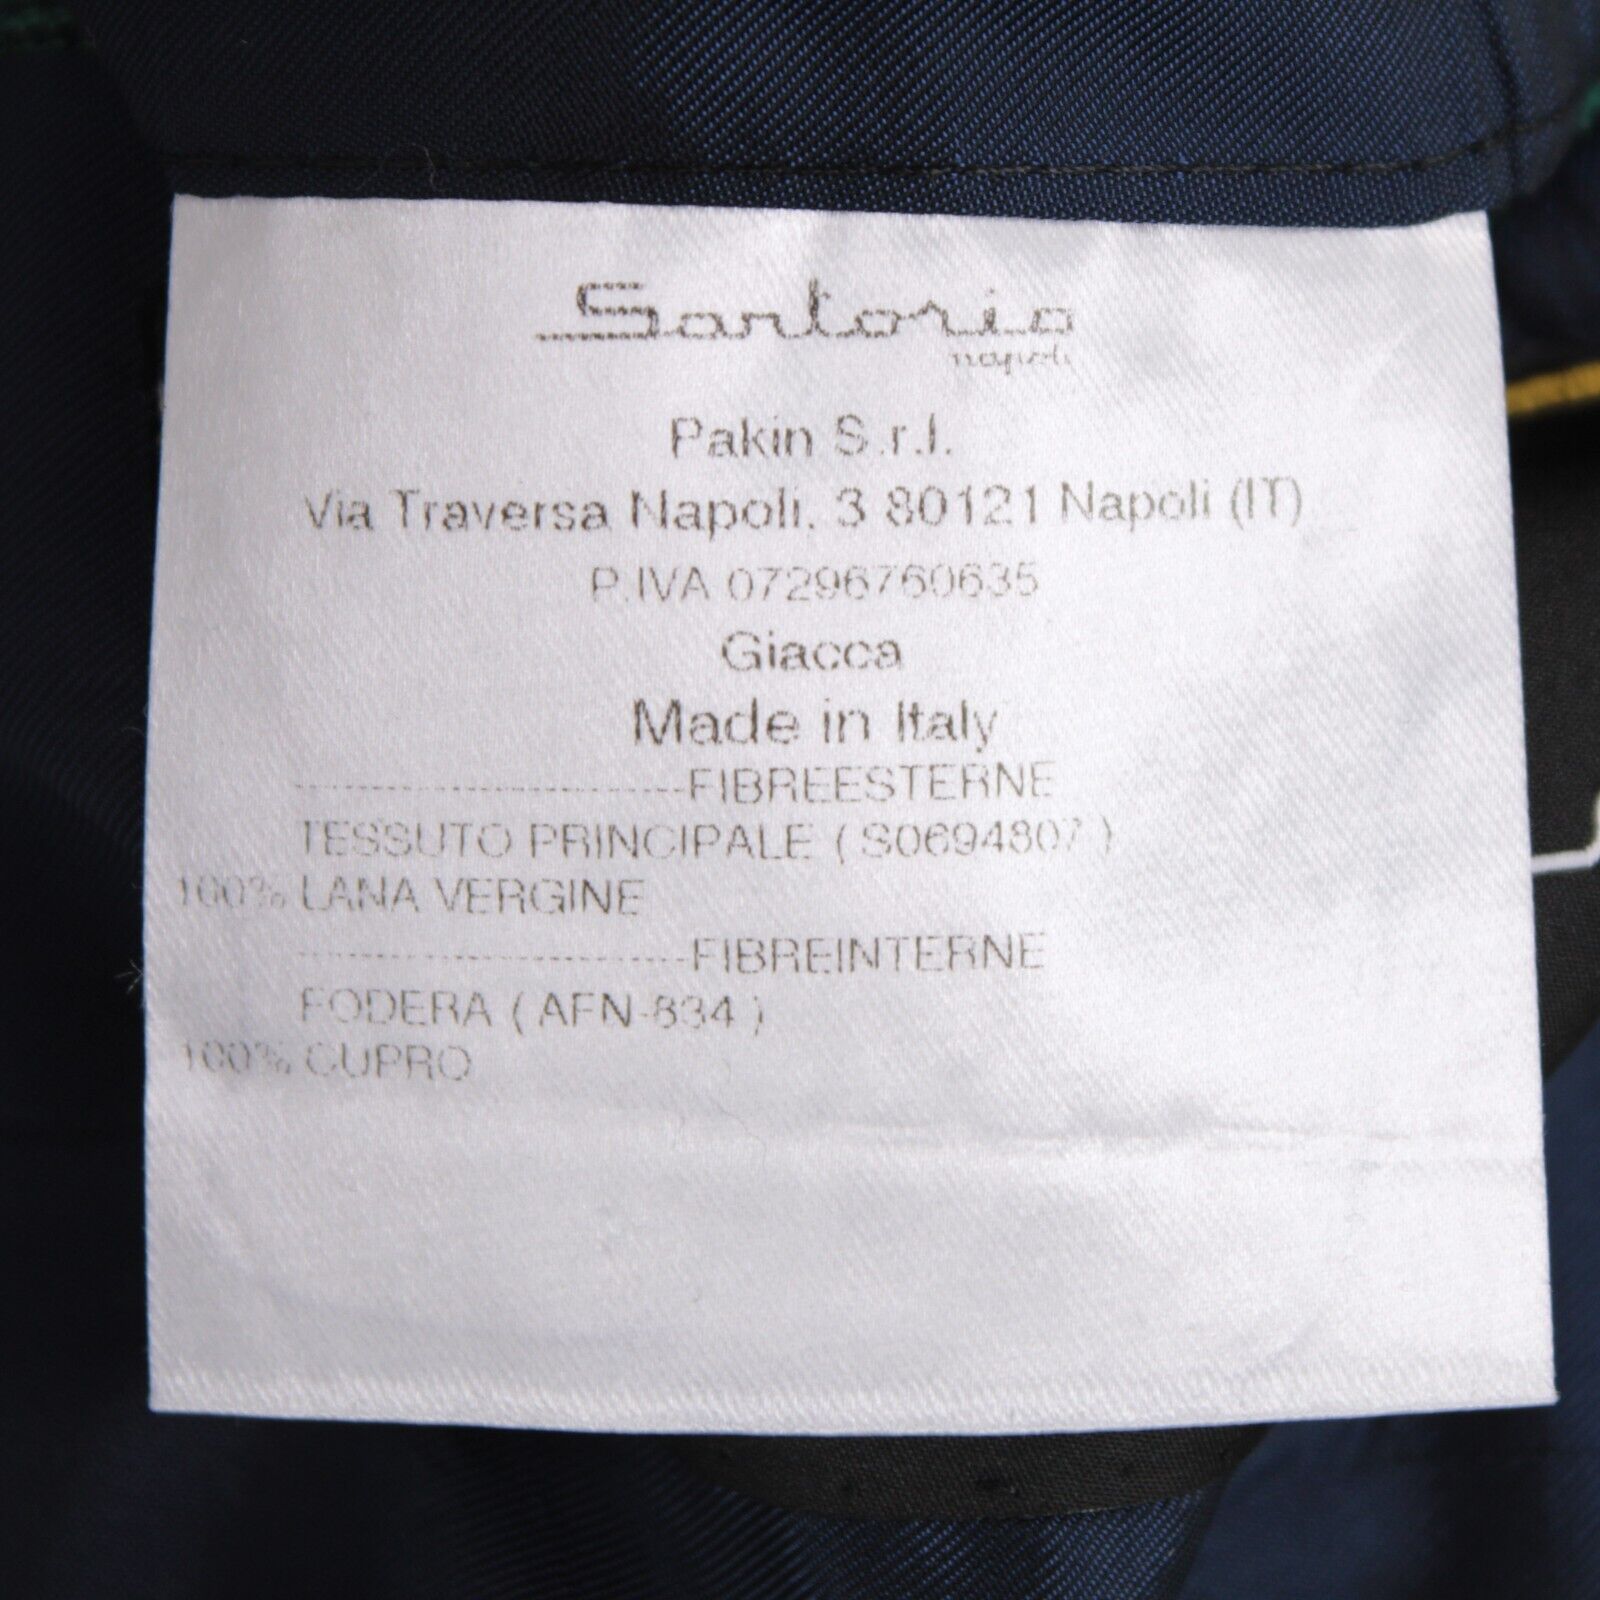 Sartorio
napoli
Pakin S.r.l.
Via Traversa Napoli, 3 80121 Napoli (IT)
P.IVA 07296760635
Giacca
Made in Italy
--------------------------FIBREESTERNE
TESSUTO PRINCIPALE ( S0694807 )
100% LANA VERGINE
--------------------------FIBREINTERNE
FODERA ( AFN-834 )
100% CUPRO